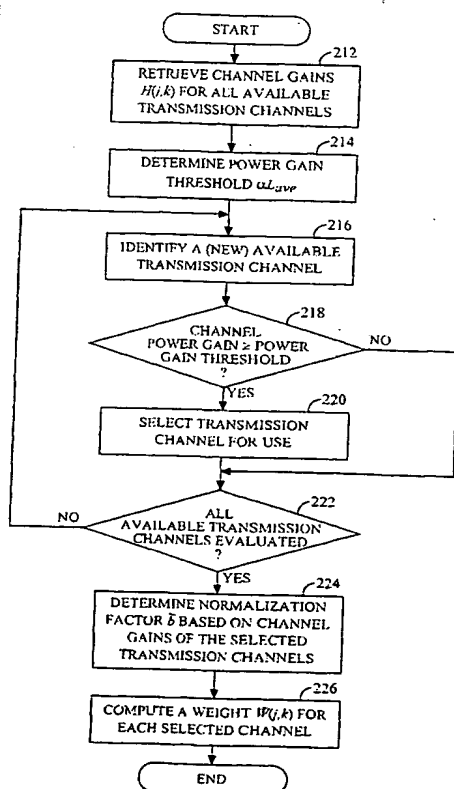 START
212
RETRIEVE CHANNEL GAINS
H(j,k) FOR ALL AVAILABLE
TRANSMISSION CHANNELS
214
DETERMINE POWER GAIN
THRESHOLD αL_ave
216
IDENTIFY A (NEW) AVAILABLE
TRANSMISSION CHANNEL
218
CHANNEL
POWER GAIN ≥ POWER
GAIN THRESHOLD
?
NO
YES
220
SELECT TRANSMISSION
CHANNEL FOR USE
222
ALL
AVAILABLE TRANSMISSION
CHANNELS EVALUATED
?
NO
YES
224
DETERMINE NORMALIZATION
FACTOR b̃ BASED ON CHANNEL
GAINS OF THE SELECTED
TRANSMISSION CHANNELS
226
COMPUTE A WEIGHT W̃(j,k) FOR
EACH SELECTED CHANNEL
END